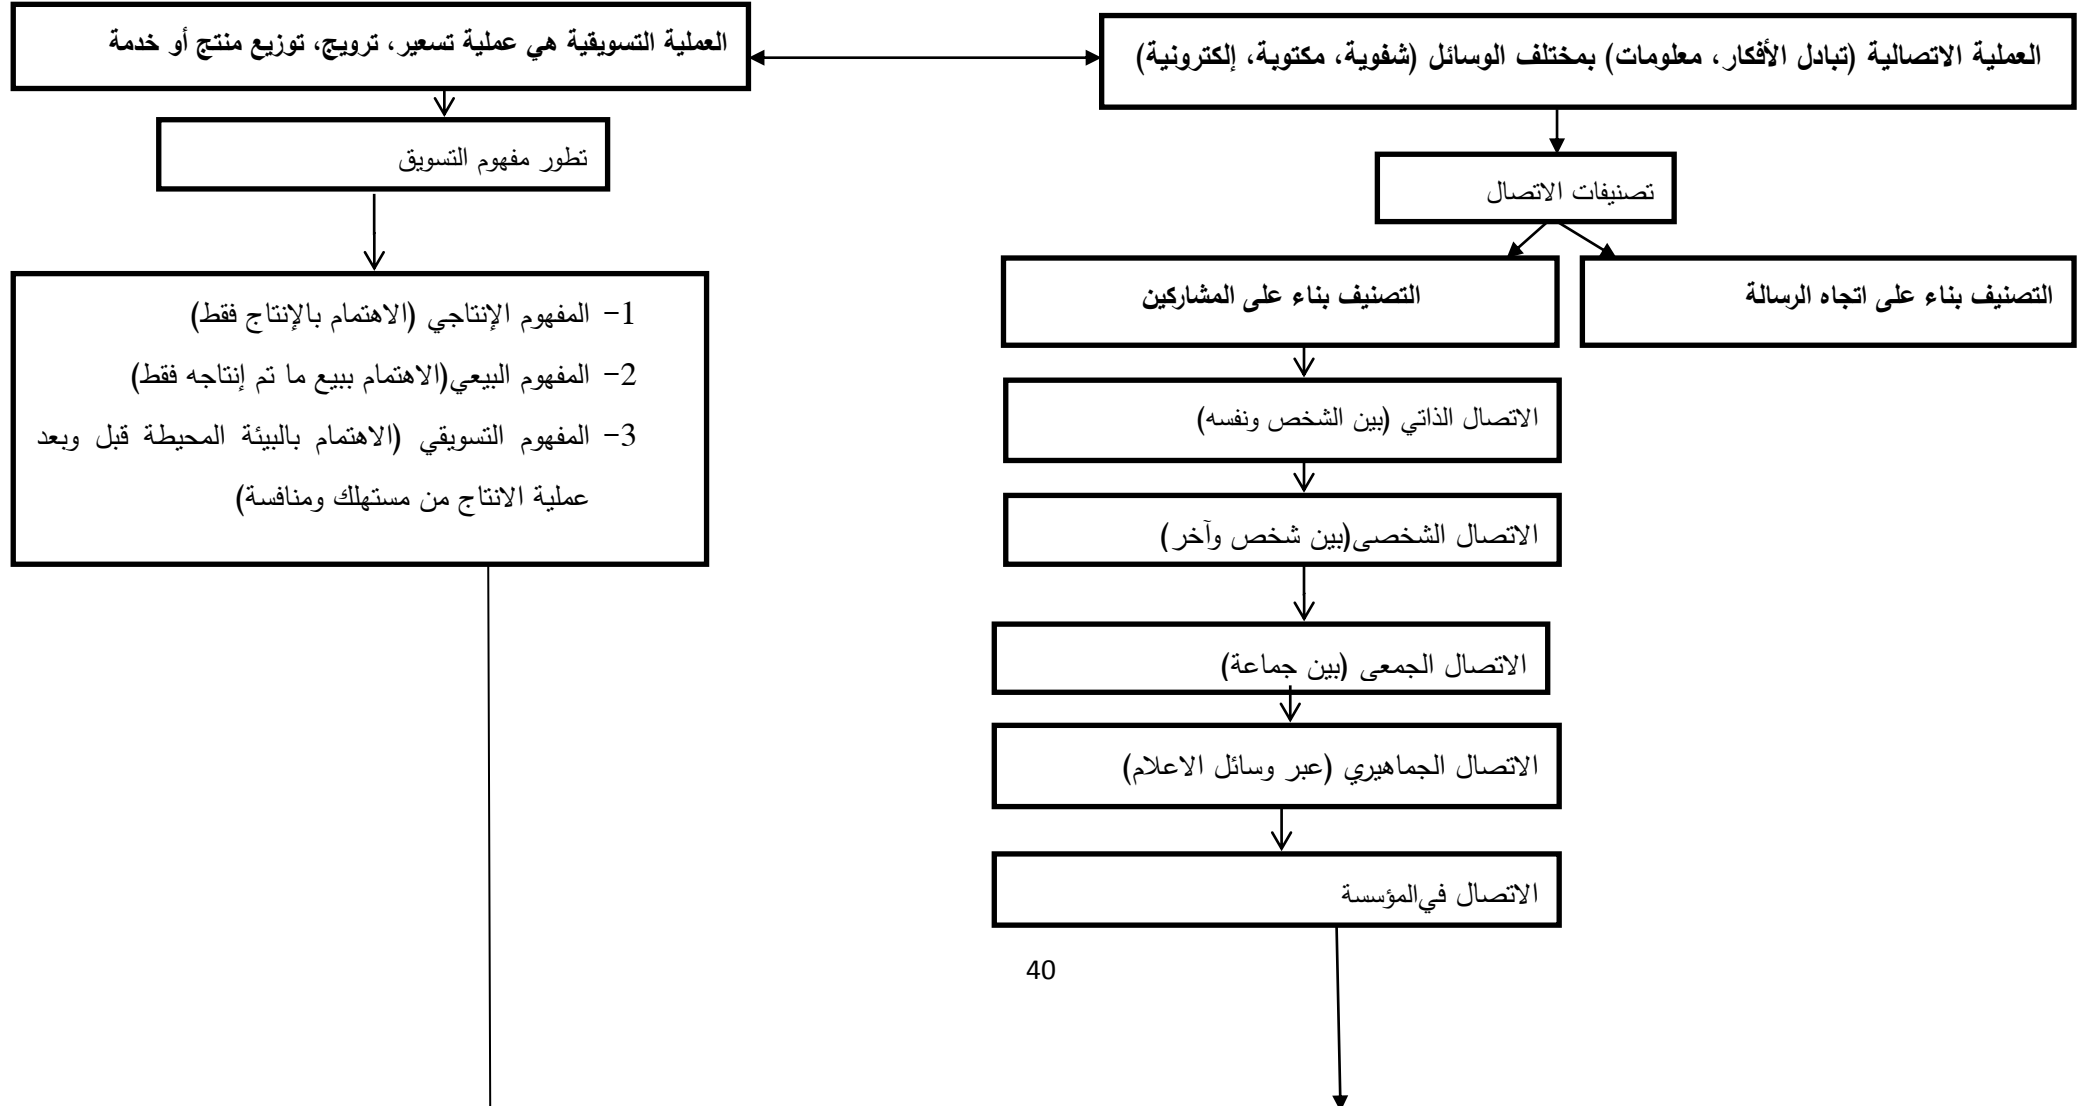 العملية الاتصالية (تبادل الأفكار، معلومات) بمختلف الوسائل (شفوية، مكتوبة، إلكترونية)
العملية التسويقية هي عملية تسعير، ترويج، توزيع منتج أو خدمة
تصنيفات الاتصال
تطور مفهوم التسويق
التصنيف بناء على اتجاه الرسالة
التصنيف بناء على المشاركين
الاتصال الذاتي (بين الشخص ونفسه)
الاتصال الشخصي(بين شخص وآخر)
الاتصال الجمعي (بين جماعة)
الاتصال الجماهيري (عبر وسائل الاعلام)
الاتصال في المؤسسة
1- المفهوم الإنتاجي (الاهتمام بالإنتاج فقط)
2- المفهوم البيعي(الاهتمام ببيع ما تم إنتاجه فقط)
3- المفهوم التسويقي (الاهتمام بالبيئة المحيطة قبل وبعد
عملية الانتاج من مستهلك ومنافسة)
40